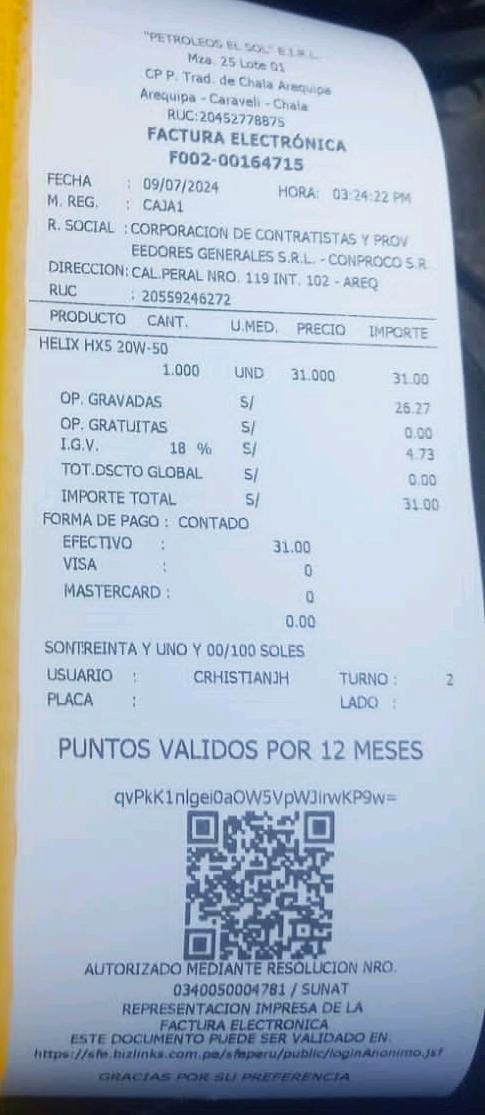 "PETROLEOS EL SOL" E.I.R.L.
Mza. 25 Lote 01
CP P. Trad. de Chala Arequipa
Arequipa - Caraveli - Chala
RUC:20452778875
FACTURA ELECTRÓNICA
F002-00164715
FECHA : 09/07/2024 HORA: 03:24:22 PM
M. REG. : CAJA1
R. SOCIAL :CORPORACION DE CONTRATISTAS Y PROV
EEDORES GENERALES S.R.L. - CONPROCO S.R
DIRECCION: CAL.PERAL NRO. 119 INT. 102 - AREQ
RUC : 20559246272
PRODUCTO CANT. U.MED. PRECIO IMPORTE
HELIX HX5 20W-50
1.000 UND 31.000 31.00
OP. GRAVADAS S/ 26.27
OP. GRATUITAS S/ 0.00
I.G.V. 18 % S/ 4.73
TOT.DSCTO GLOBAL S/ 0.00
IMPORTE TOTAL S/ 31.00
FORMA DE PAGO : CONTADO
EFECTIVO : 31.00
VISA : 0
MASTERCARD : 0
0.00
SONTREINTA Y UNO Y 00/100 SOLES
USUARIO : CRHISTIANJH TURNO : 2
PLACA : LADO :
PUNTOS VALIDOS POR 12 MESES
qvPkK1nlgei0aOW5VpWJirwKP9w=
AUTORIZADO MEDIANTE RESOLUCION NRO.
0340050004781 / SUNAT
REPRESENTACION IMPRESA DE LA
FACTURA ELECTRONICA
ESTE DOCUMENTO PUEDE SER VALIDADO EN:
https://sfe.bizlinks.com.pe/sfeperu/public/loginAnonimo.jsf
GRACIAS POR SU PREFERENCIA